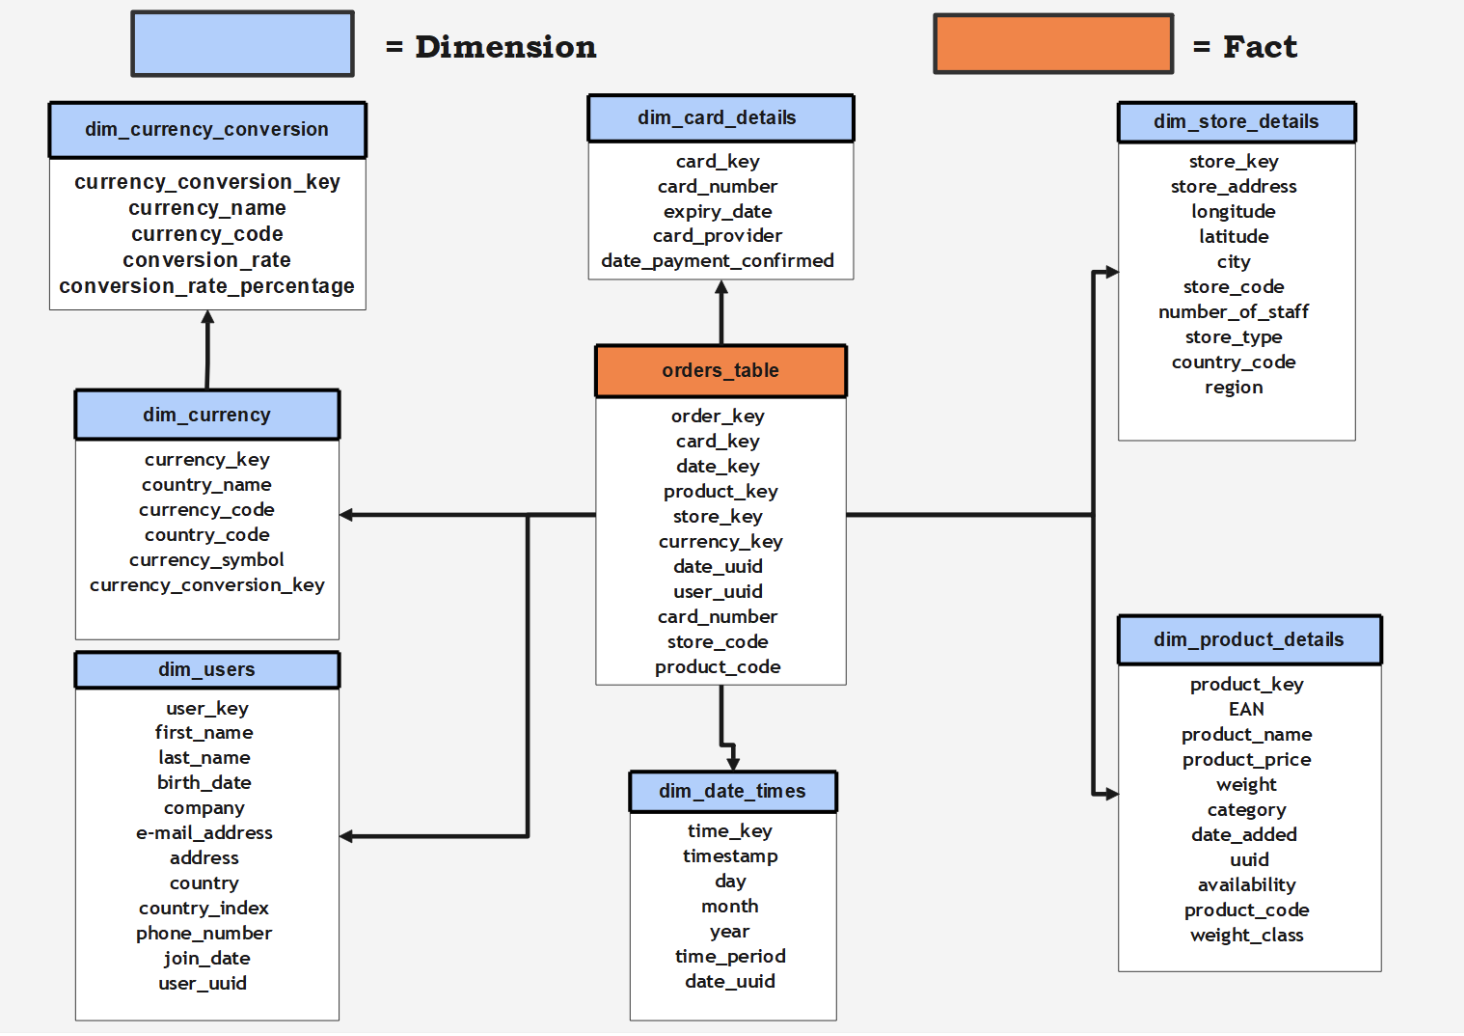 = Dimension
= Fact
dim_currency_conversion
currency_conversion_key
currency_name
currency_code
conversion_rate
conversion_rate_percentage
dim_card_details
card_key
card_number
expiry_date
card_provider
date_payment_confirmed
dim_store_details
store_key
store_address
longitude
latitude
city
store_code
number_of_staff
store_type
country_code
region
dim_currency
currency_key
country_name
currency_code
country_code
currency_symbol
currency_conversion_key
orders_table
order_key
card_key
date_key
product_key
store_key
currency_key
date_uuid
user_uuid
card_number
store_code
product_code
dim_users
user_key
first_name
last_name
birth_date
company
e-mail_address
address
country
country_index
phone_number
join_date
user_uuid
dim_date_times
time_key
timestamp
day
month
year
time_period
date_uuid
dim_product_details
product_key
EAN
product_name
product_price
weight
category
date_added
uuid
availability
product_code
weight_class